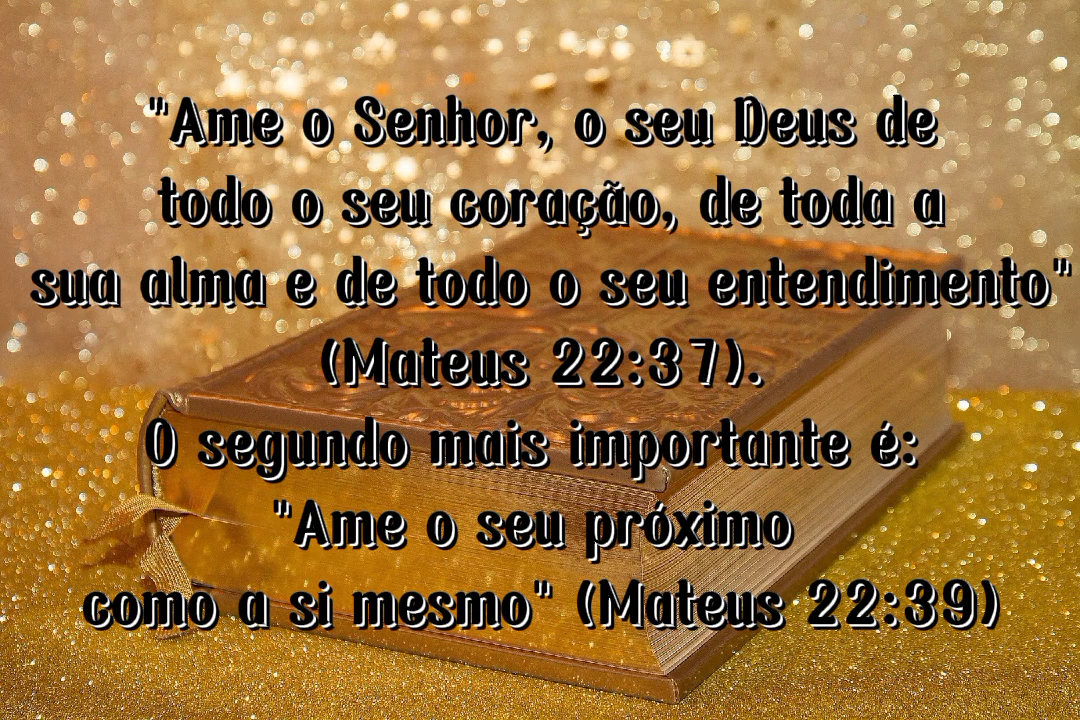 "Ame o Senhor, o seu Deus de
todo o seu coração, de toda a
sua alma e de todo o seu entendimento"
(Mateus 22:37).
O segundo mais importante é:
"Ame o seu próximo
como a si mesmo" (Mateus 22:39)